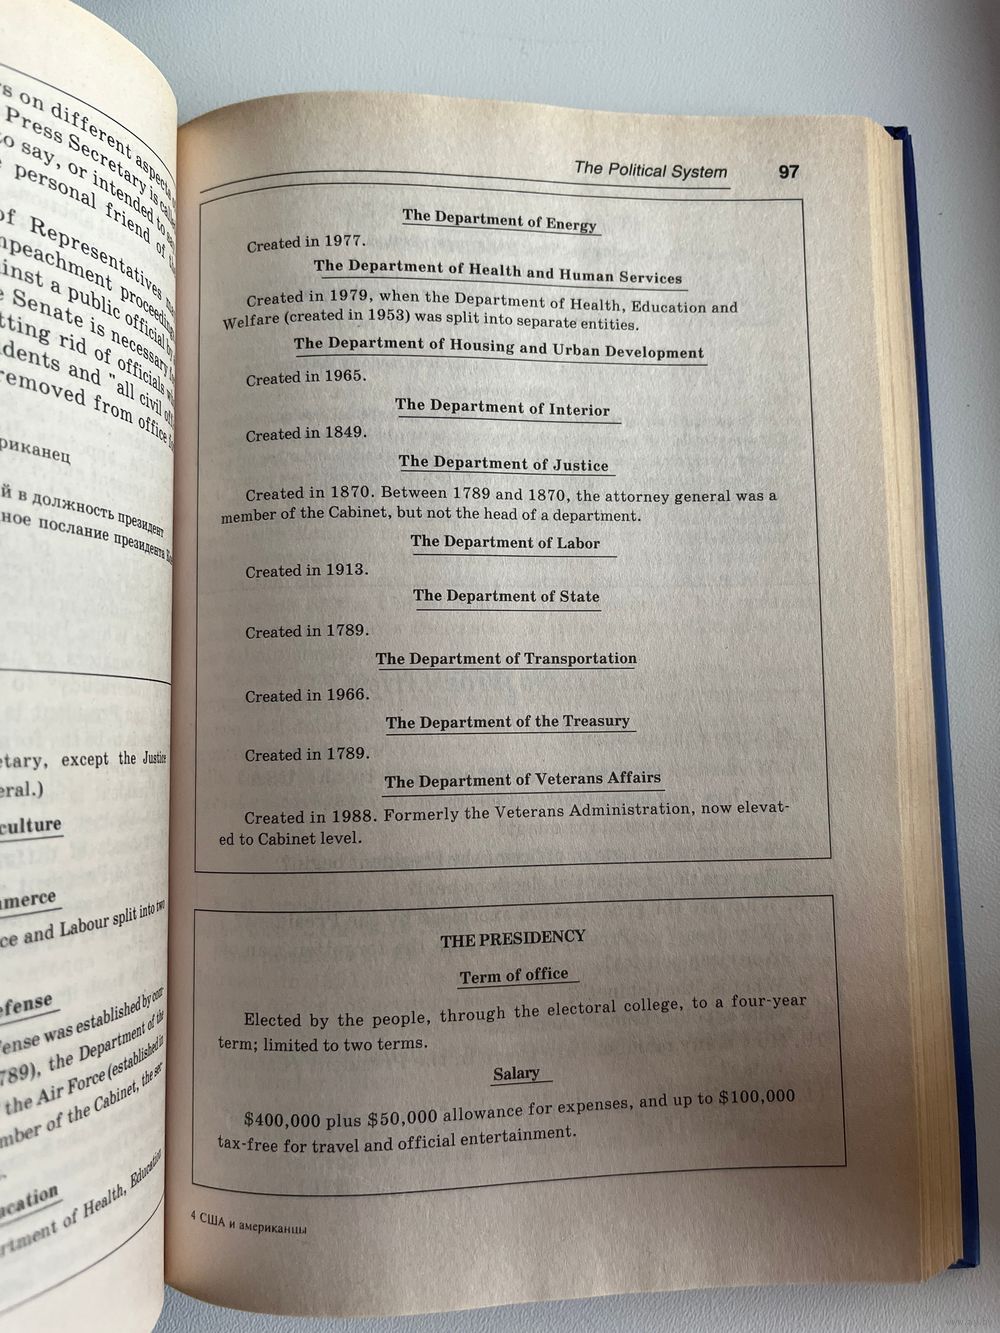 s on different aspects
Press Secretary is
to say, or intended to
personal friend of
of Representatives
impeachment proceedings
inst a public official by
Senate is necessary
tting rid of officials
dents and "all civil
removed from office
риканец
й в должность президент
ное послание президента
tary, except the Justice
eral.)
culture
merce
ce and Labour split into two
efense
ense was established by
789), the Department of the
the Air Force (established in
mber of the Cabinet, the
cation
rtment of Health, Education
The Political System 97
The Department of Energy
Created in 1977.
The Department of Health and Human Services
Created in 1979, when the Department of Health, Education and
Welfare (created in 1953) was split into separate entities.
The Department of Housing and Urban Development
Created in 1965.
The Department of Interior
Created in 1849.
The Department of Justice
Created in 1870. Between 1789 and 1870, the attorney general was a
member of the Cabinet, but not the head of a department.
The Department of Labor
Created in 1913.
The Department of State
Created in 1789.
The Department of Transportation
Created in 1966.
The Department of the Treasury
Created in 1789.
The Department of Veterans Affairs
Created in 1988. Formerly the Veterans Administration, now elevat-
ed to Cabinet level.
THE PRESIDENCY
Term of office
Elected by the people, through the electoral college, to a four-year
term; limited to two terms.
Salary
$400,000 plus $50,000 allowance for expenses, and up to $100,000
tax-free for travel and official entertainment.
4 США и американцы